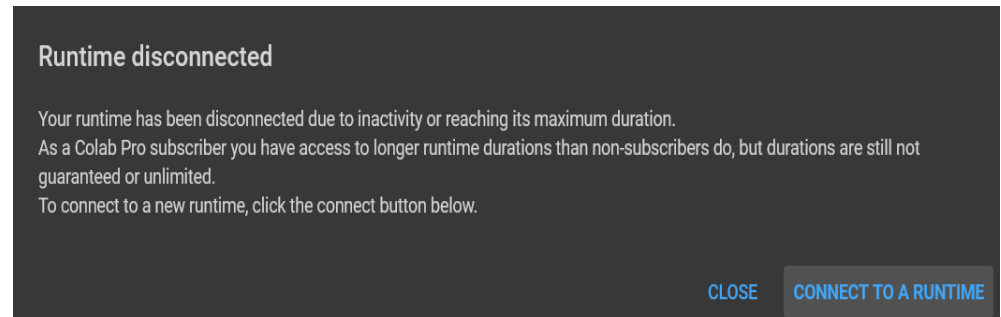 Runtime disconnected
Your runtime has been disconnected due to inactivity or reaching its maximum duration.
As a Colab Pro subscriber you have access to longer runtime durations than non-subscribers do, but durations are still not
guaranteed or unlimited.
To connect to a new runtime, click the connect button below.
CLOSE CONNECT TO A RUNTIME